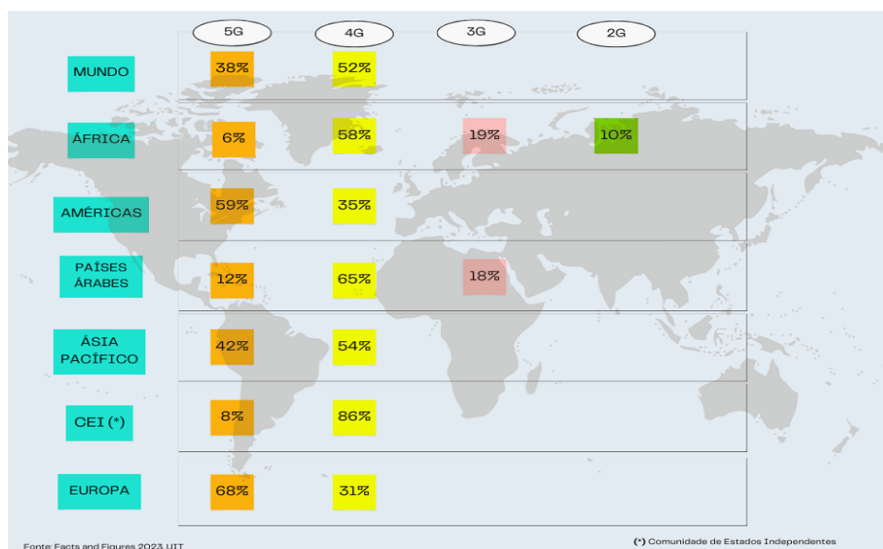 5G 4G 3G 2G
MUNDO 38% 52%
ÁFRICA 6% 58% 19% 10%
AMÉRICAS 59% 35%
PAÍSES
ÁRABES 12% 65% 18%
ÁSIA
PACÍFICO 42% 54%
CEI (*) 8% 86%
EUROPA 68% 31%
Fonte: Facts and Figures 2023. UIT
(*) Comunidade de Estados Independentes